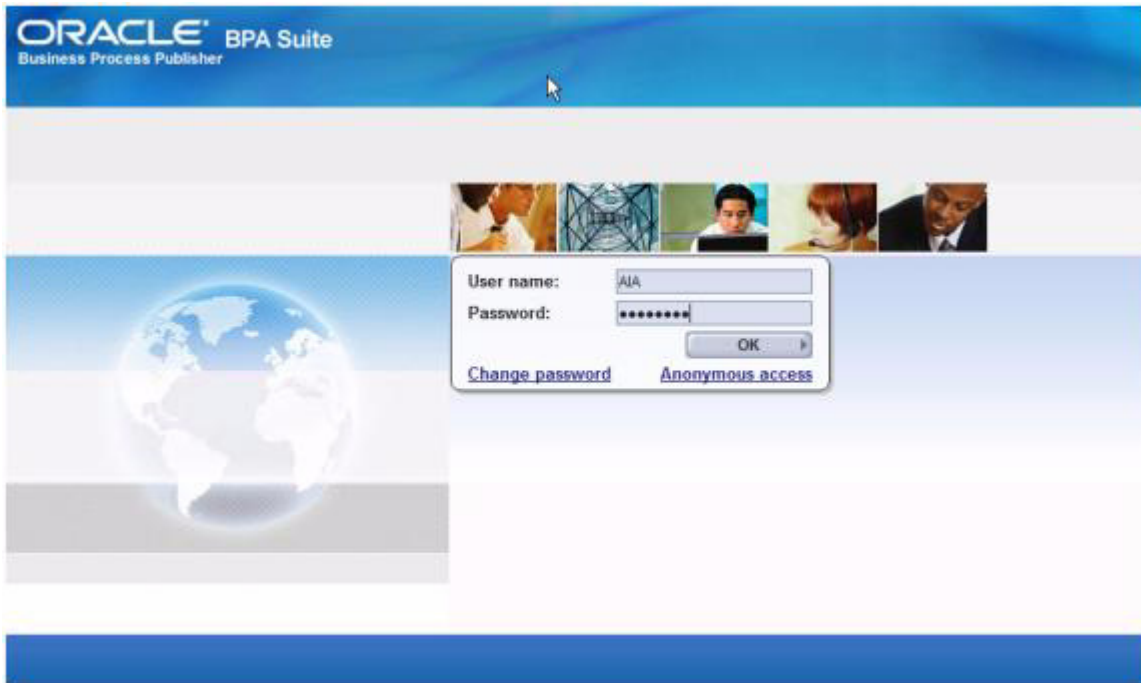 ORACLE® BPA Suite
Business Process Publisher
User name: AIA
Password: ••••••••
OK
Change password Anonymous access